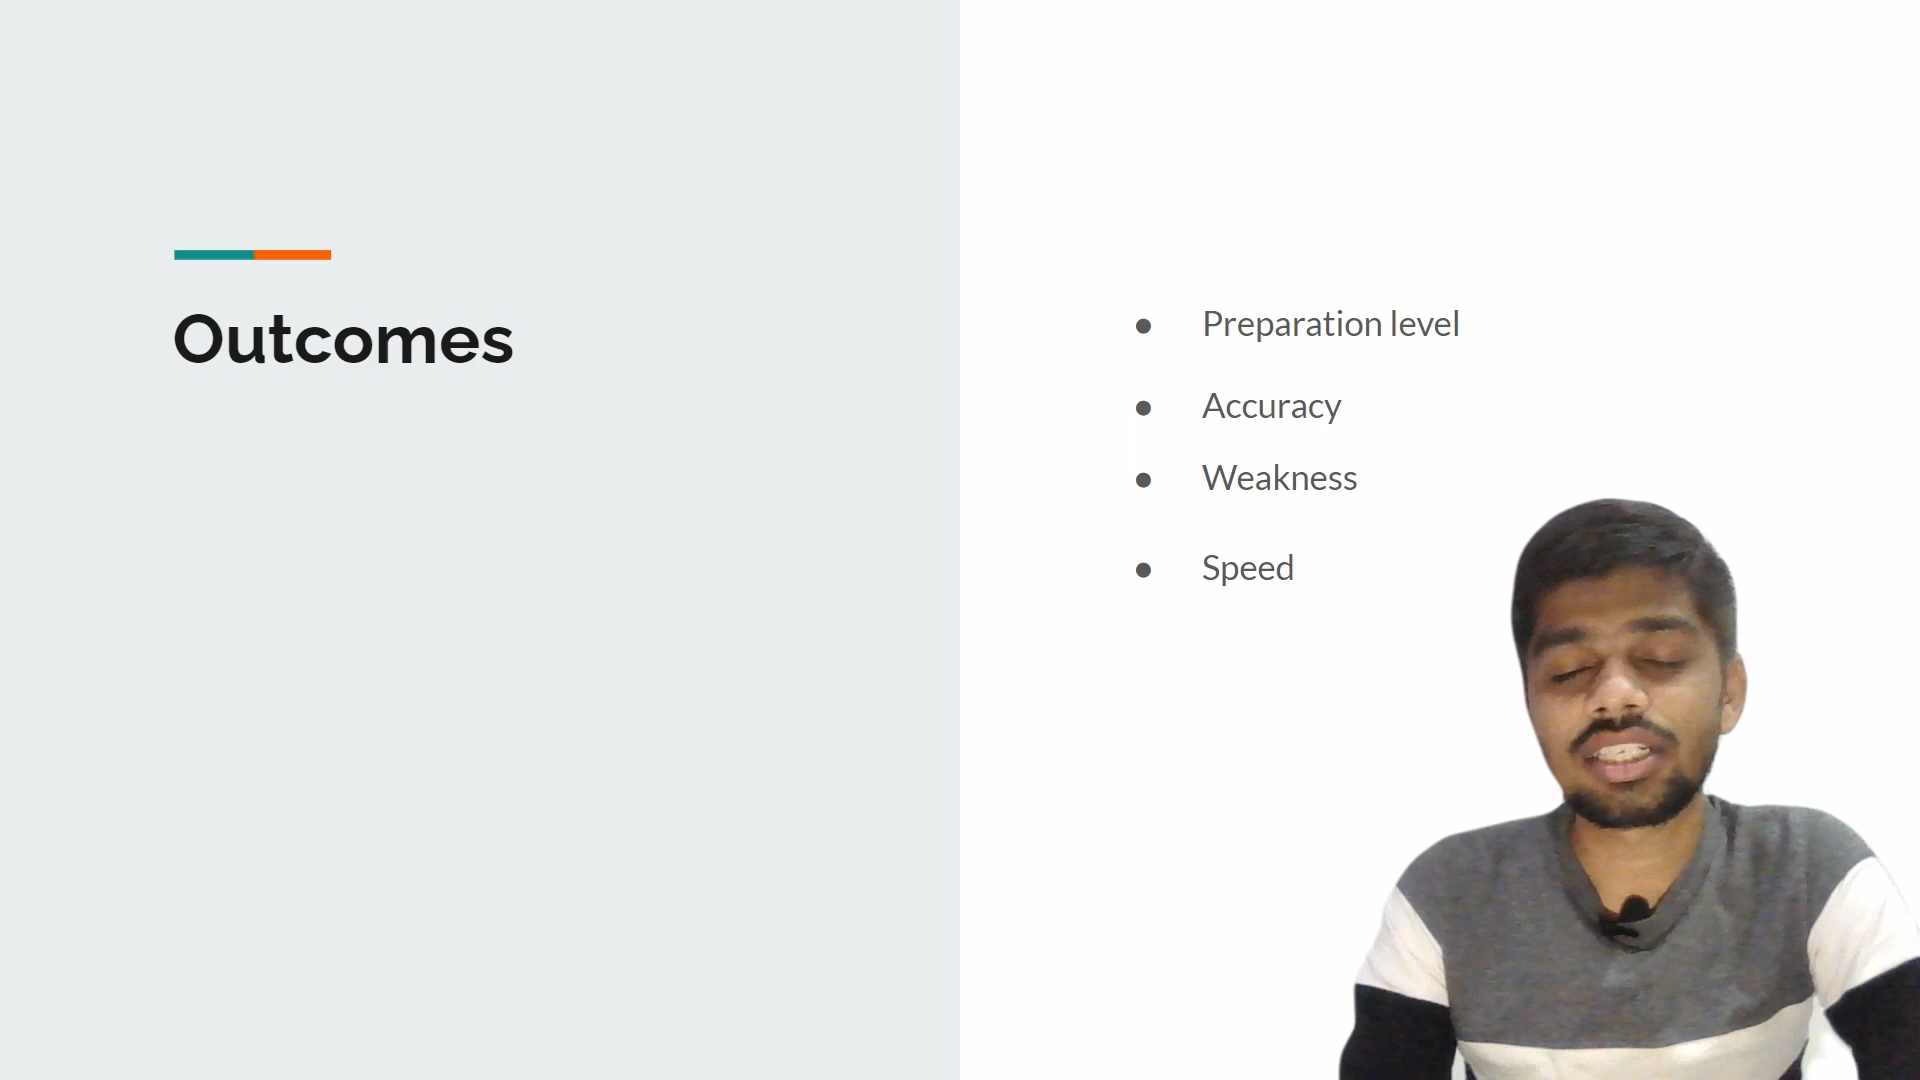 Outcomes
● Preparation level
● Accuracy
● Weakness
● Speed